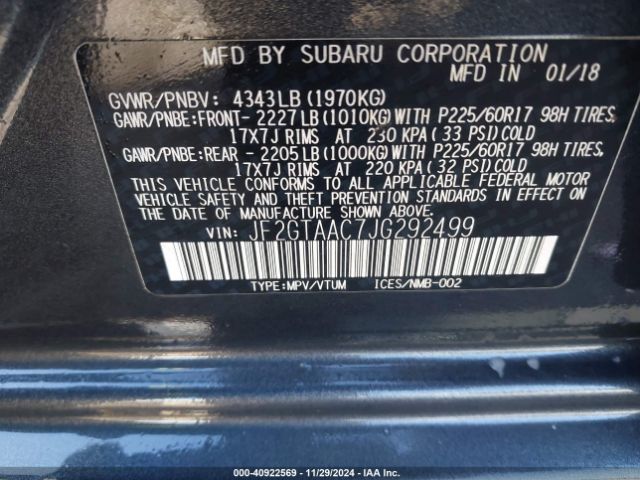 MFD BY SUBARU CORPORATION
MFD IN 01/18
GVWR/PNBV: 4343LB(1970KG)
GAWR/PNBE:FRONT- 2227LB(1010KG)WITH P225/60R17 98H TIRES,
17X7J RIMS AT 230 KPA(33 PSI)COLD
GAWR/PNBE:REAR - 2205LB(1000KG)WITH P225/60R17 98H TIRES,
17X7J RIMS AT 220 KPA(32 PSI)COLD
THIS VEHICLE CONFORMS TO ALL APPLICABLE FEDERAL MOTOR
VEHICLE SAFETY AND THEFT PREVENTION STANDARDS IN EFFECT
ON THE DATE OF MANUFACTURE SHOWN ABOVE.
VIN: JF2GTAAC7JG292499
TYPE:MPV/VTUM ICES/NMB-002
000-40922569 - 11/29/2024 - IAA Inc.